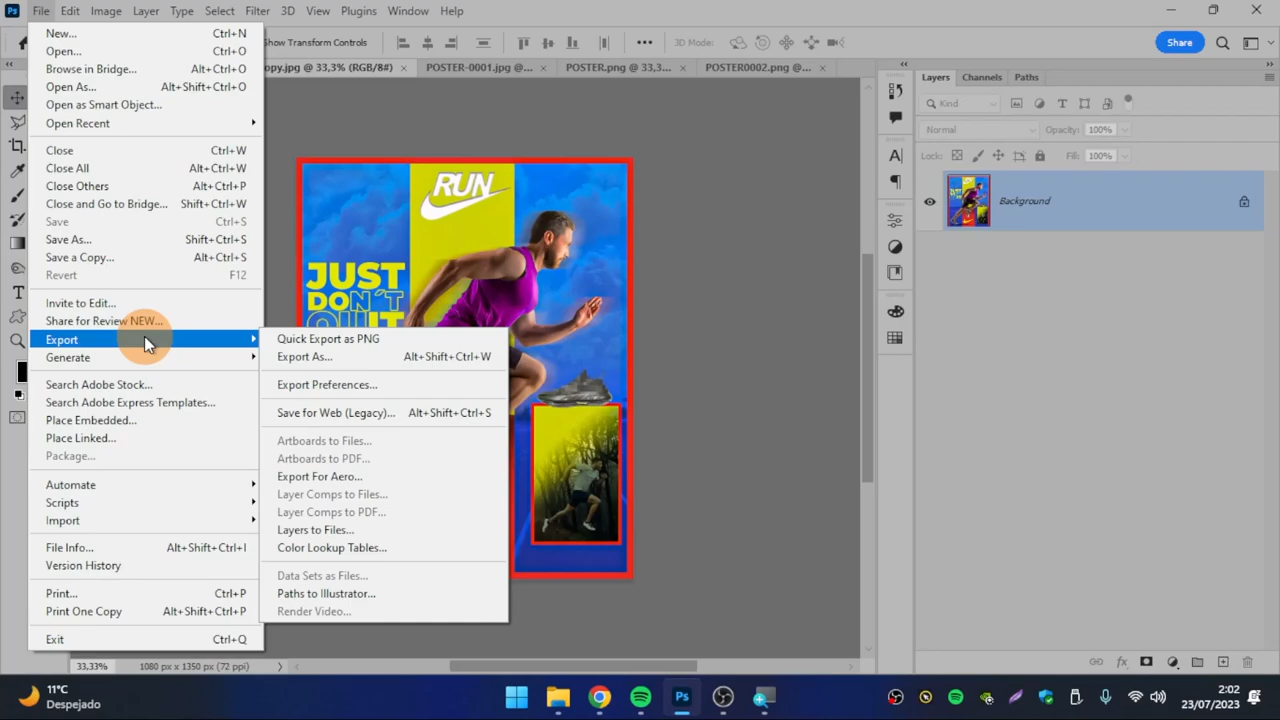 Ps File Edit Image Layer Type Select Filter 3D View Plugins Window Help
Show Transform Controls ••• 3D Mode: Share
opy.jpg @ 33,3% (RGB/8#) × POSTER-0001.jpg @... × POSTER.png @ 33,3... × POSTER0002.png @... ×
New... Ctrl+N
Open... Ctrl+O
Browse in Bridge... Alt+Ctrl+O
Open As... Alt+Shift+Ctrl+O
Open as Smart Object...
Open Recent
Close Ctrl+W
Close All Alt+Ctrl+W
Close Others Alt+Ctrl+P
Close and Go to Bridge... Shift+Ctrl+W
Save Ctrl+S
Save As... Shift+Ctrl+S
Save a Copy... Alt+Ctrl+S
Revert F12
Invite to Edit...
Share for Review NEW...
Export
Generate
Search Adobe Stock...
Search Adobe Express Templates...
Place Embedded...
Place Linked...
Package...
Automate
Scripts
Import
File Info... Alt+Shift+Ctrl+I
Version History
Print... Ctrl+P
Print One Copy Alt+Shift+Ctrl+P
Exit Ctrl+Q
Quick Export as PNG
Export As... Alt+Shift+Ctrl+W
Export Preferences...
Save for Web (Legacy)... Alt+Shift+Ctrl+S
Artboards to Files...
Artboards to PDF...
Export For Aero...
Layer Comps to Files...
Layer Comps to PDF...
Layers to Files...
Color Lookup Tables...
Data Sets as Files...
Paths to Illustrator...
Render Video...
RUN
JUST
DON'T
QUIT
Layers Channels Paths
Kind
Normal Opacity: 100%
Lock: Fill: 100%
Background
33,33% 1080 px x 1350 px (72 ppi)
11°C
Despejado
Ps
2:02
23/07/2023